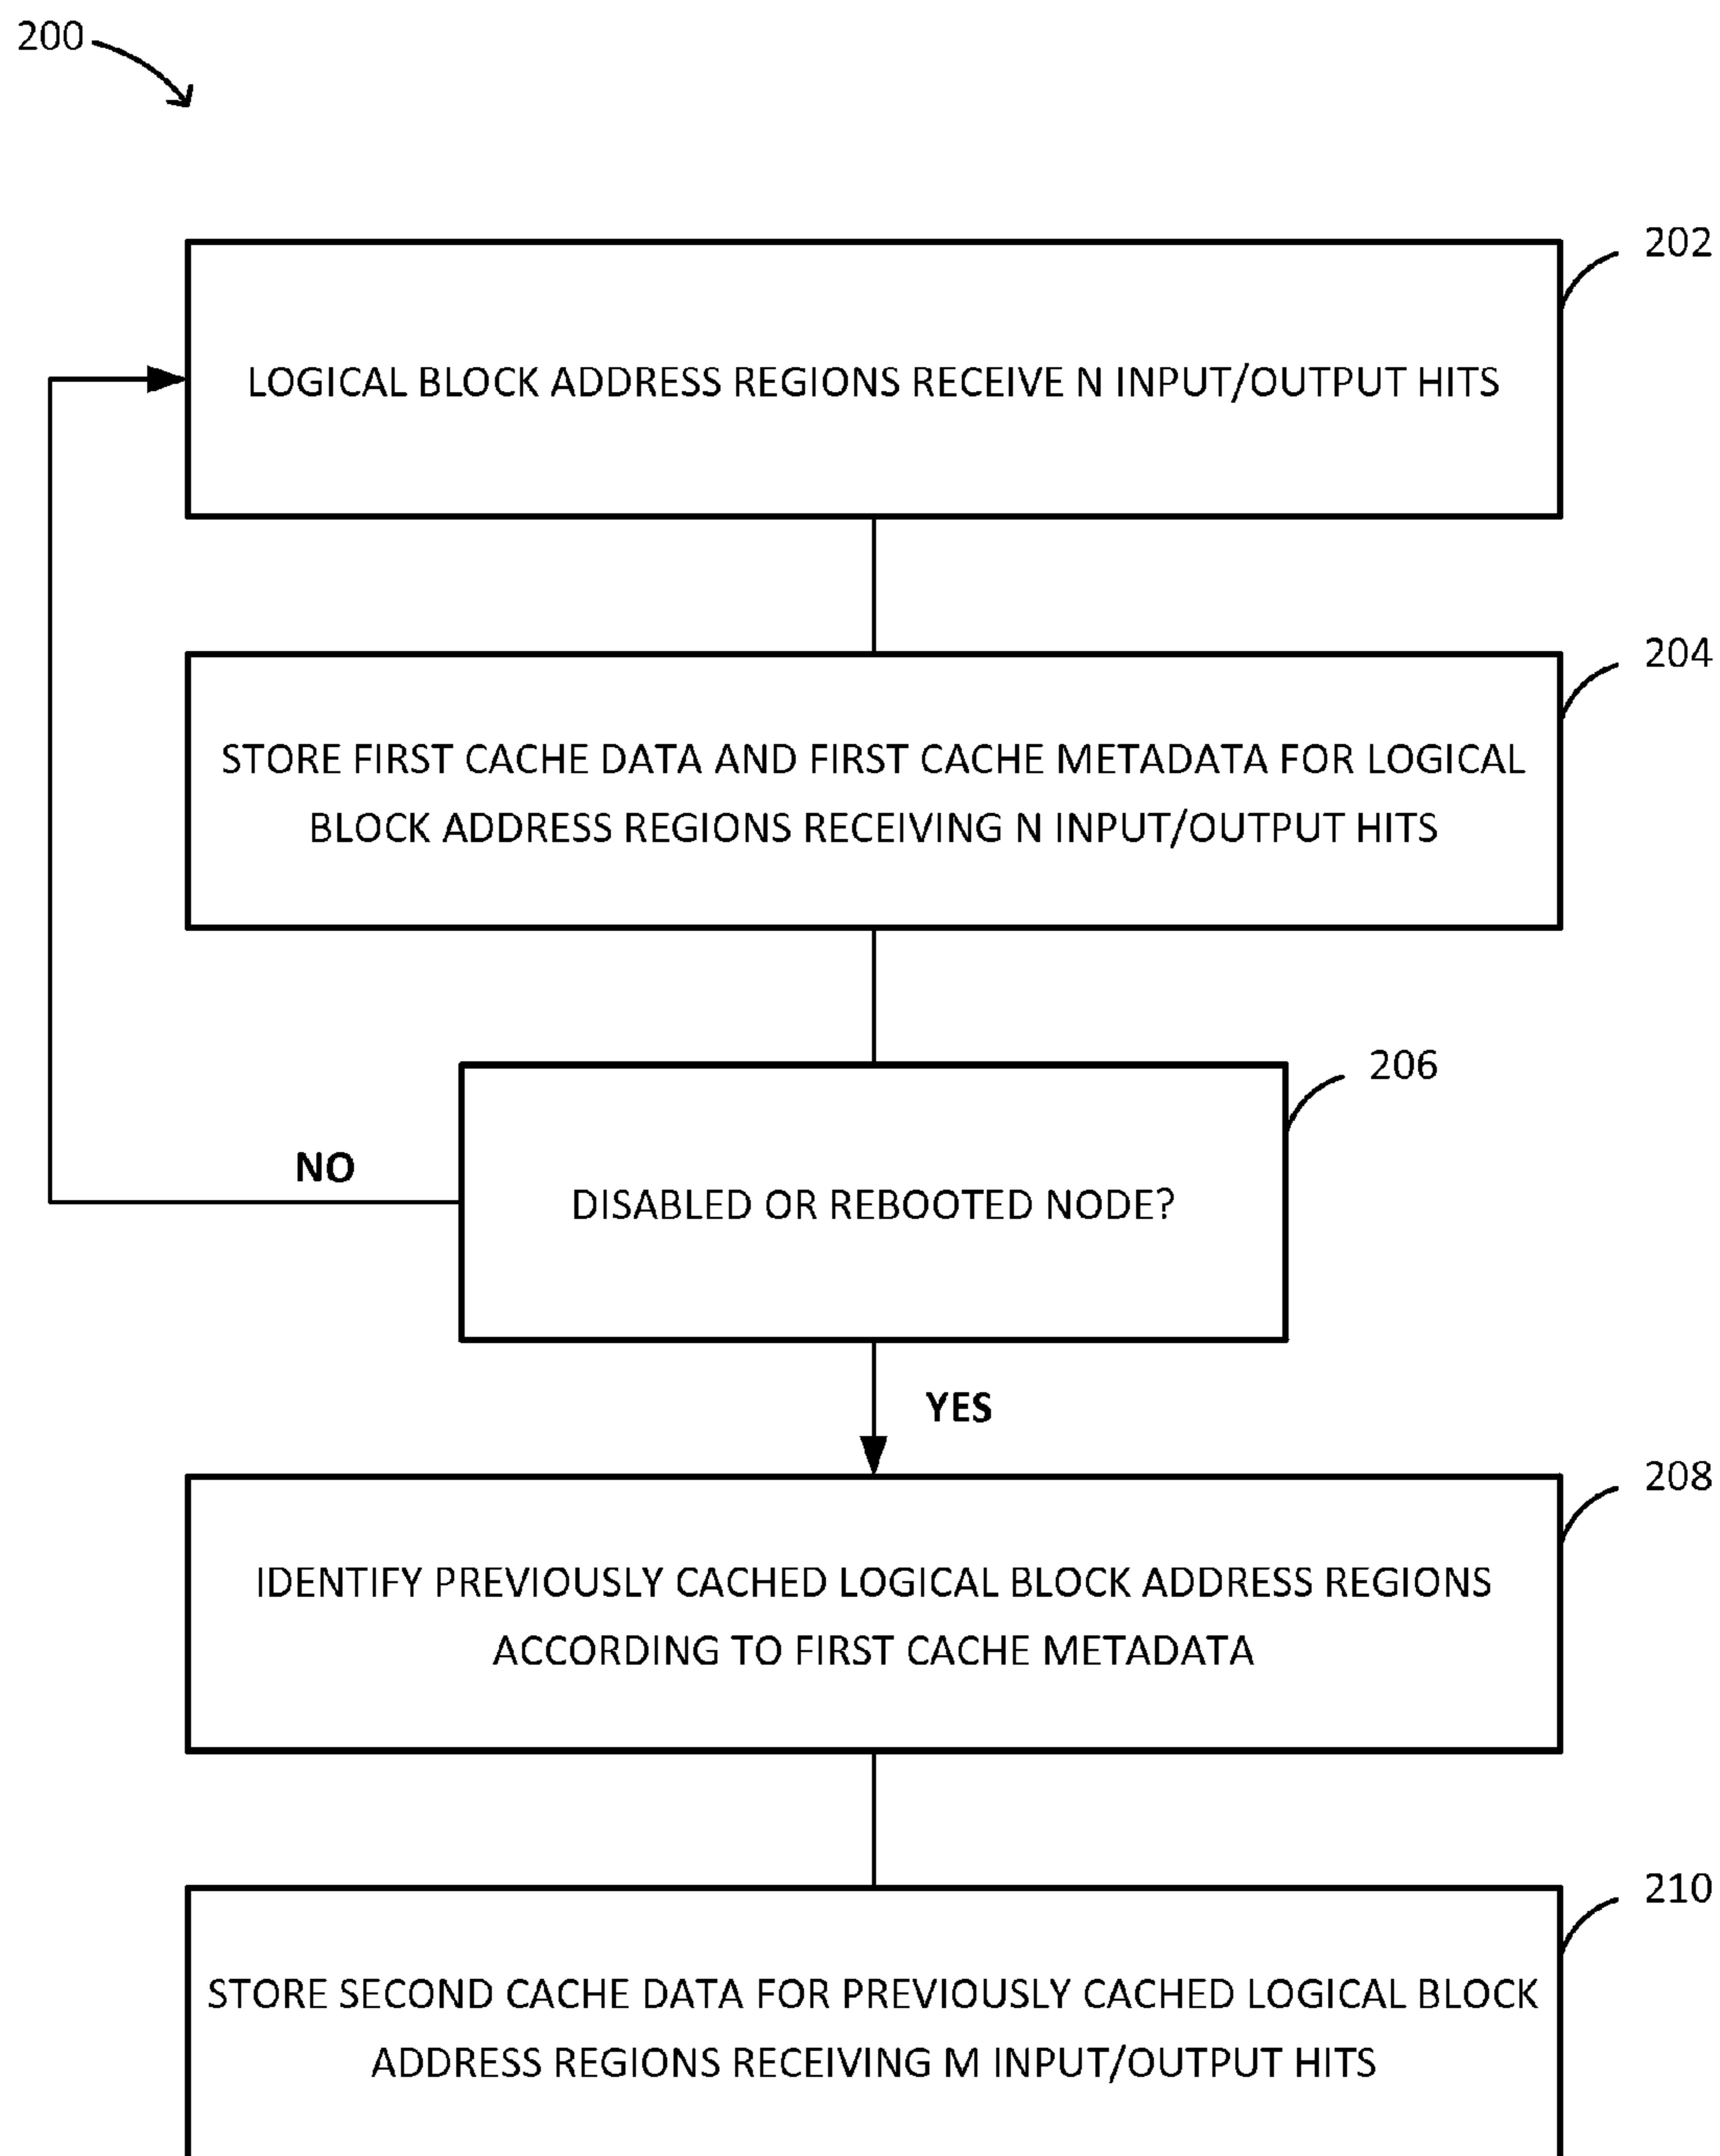 200
202
LOGICAL BLOCK ADDRESS REGIONS RECEIVE N INPUT/OUTPUT HITS
204
STORE FIRST CACHE DATA AND FIRST CACHE METADATA FOR LOGICAL
BLOCK ADDRESS REGIONS RECEIVING N INPUT/OUTPUT HITS
206
NO
DISABLED OR REBOOTED NODE?
YES
208
IDENTIFY PREVIOUSLY CACHED LOGICAL BLOCK ADDRESS REGIONS
ACCORDING TO FIRST CACHE METADATA
210
STORE SECOND CACHE DATA FOR PREVIOUSLY CACHED LOGICAL BLOCK
ADDRESS REGIONS RECEIVING M INPUT/OUTPUT HITS